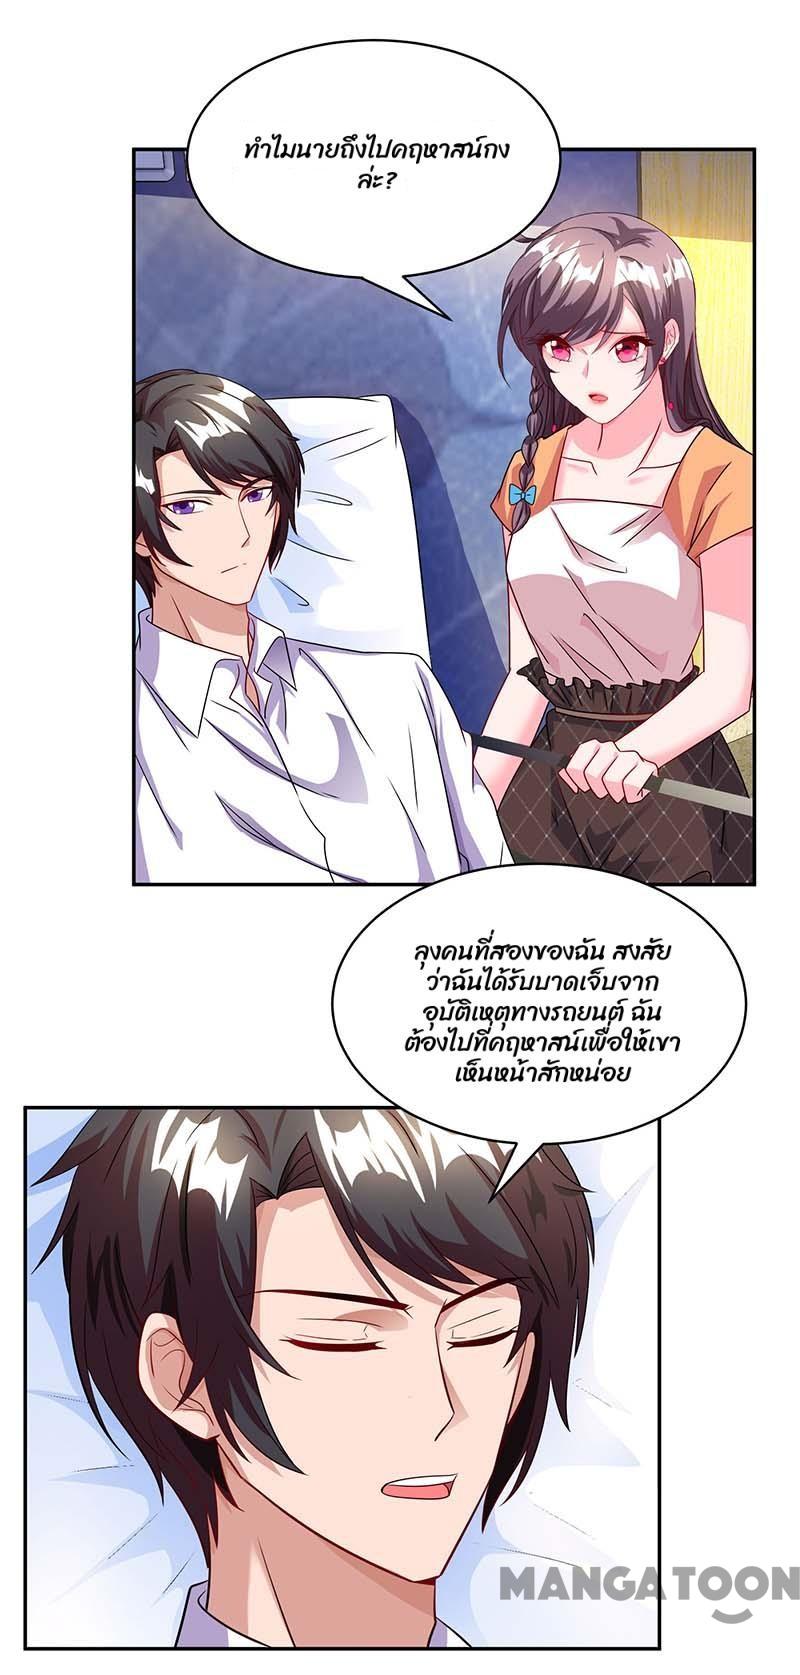 ทำไมนายถึงไปคฤหาสน์กง
ล่ะ?
ลุงคนที่สองของฉัน สงสัย
ว่าฉันได้รับบาดเจ็บจาก
อุบัติเหตุทางรถยนต์ ฉัน
ต้องไปที่คฤหาสน์เพื่อให้เขา
เห็นหน้าสักหน่อย
MANGATOON